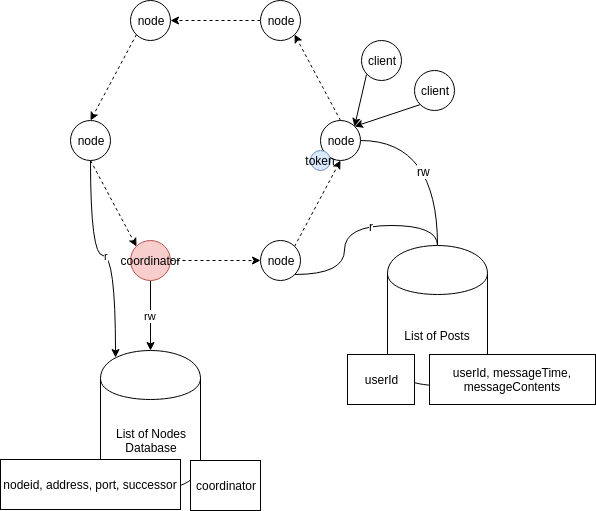 node
node
client
client
node
node
token
rw
r
r
coordinator
node
rw
List of Posts
userId
userId, messageTime,
messageContents
List of Nodes
Database
nodeid, address, port, successor
coordinator